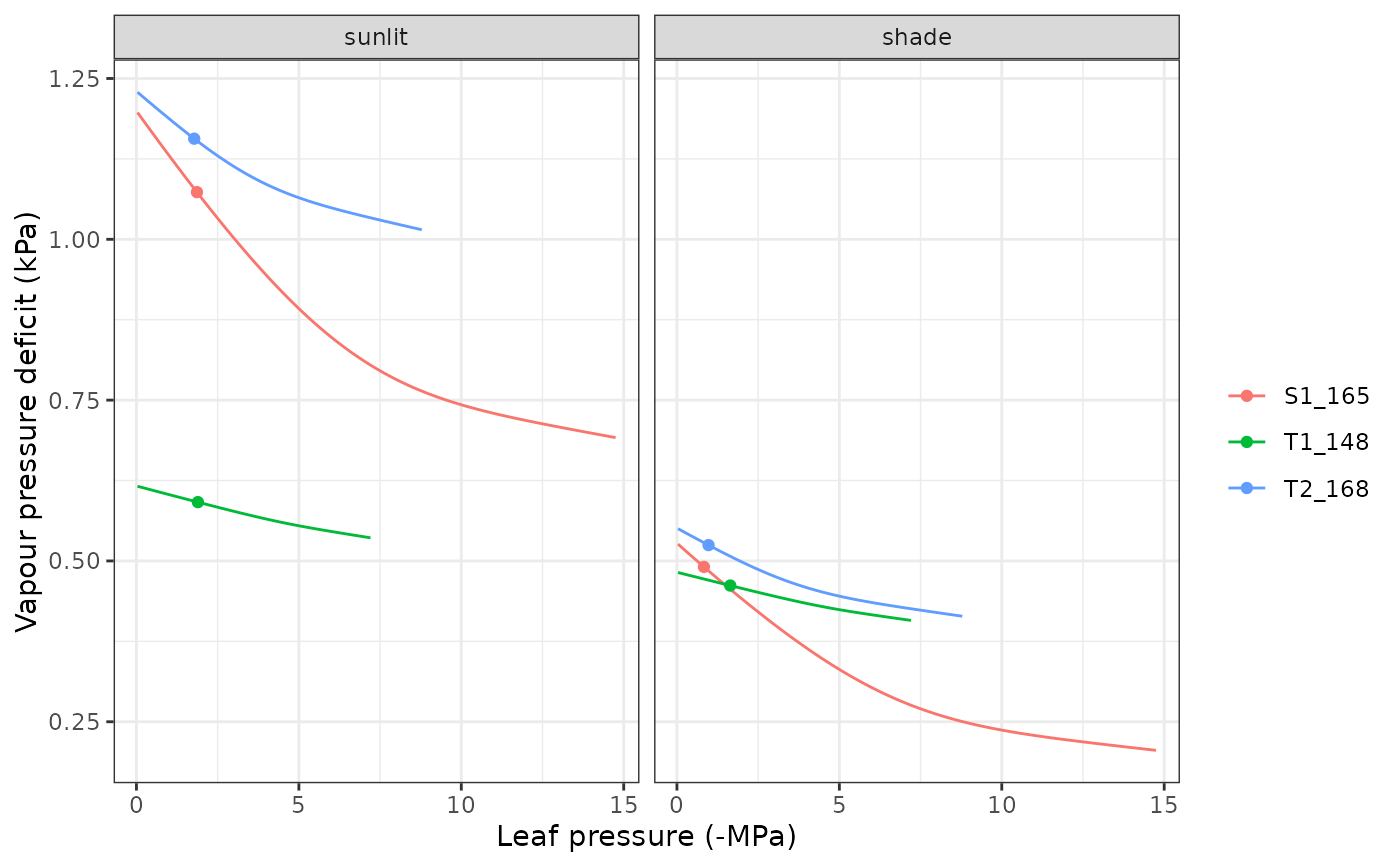 sunlit
shade
Vapour pressure deficit (kPa)
1.25
1.00
0.75
0.50
0.25
0 5 10 15
0 5 10 15
Leaf pressure (-MPa)
S1_165
T1_148
T2_168